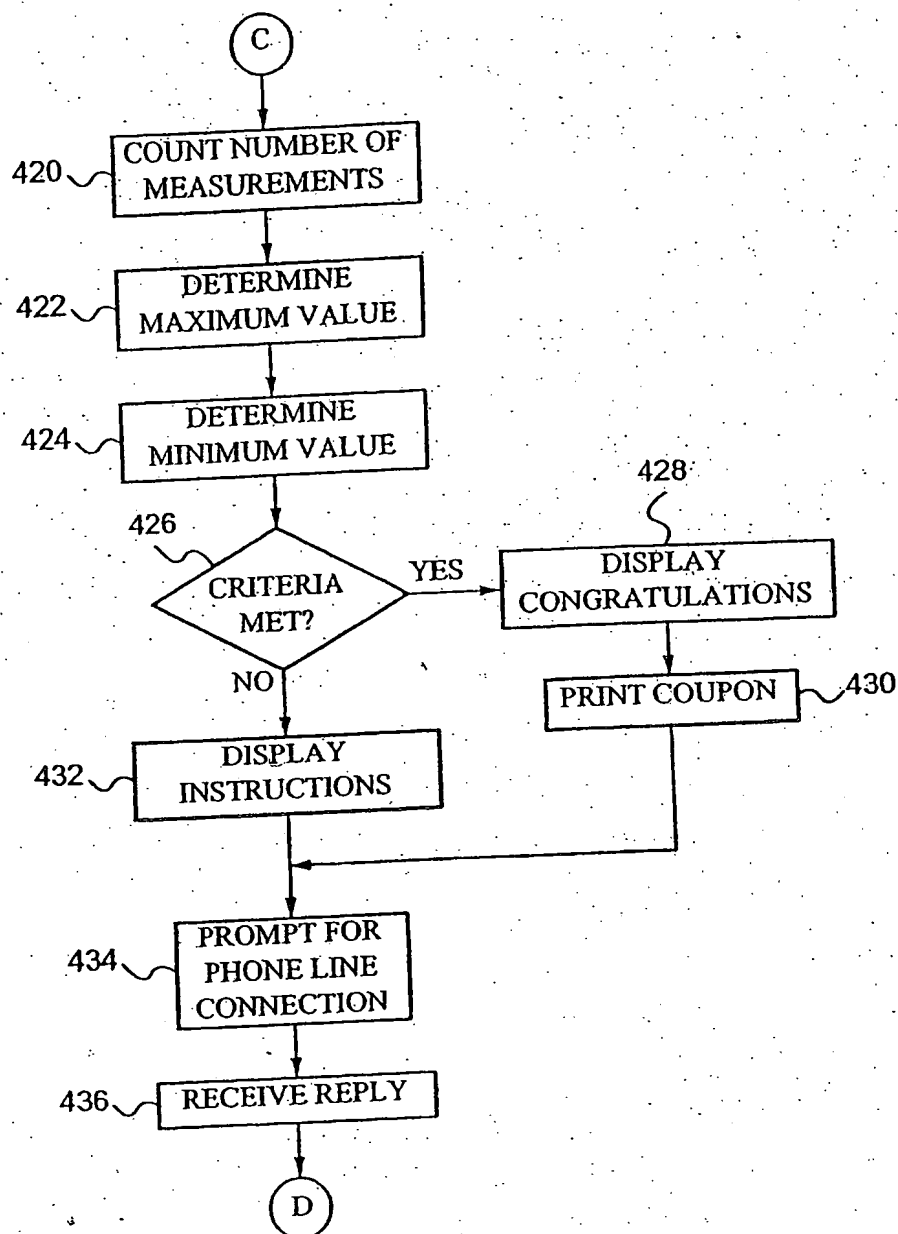 C
420
COUNT NUMBER OF
MEASUREMENTS
422
DETERMINE
MAXIMUM VALUE
424
DETERMINE
MINIMUM VALUE
426
CRITERIA
MET?
YES
428
DISPLAY
CONGRATULATIONS
NO
PRINT COUPON
430
432
DISPLAY
INSTRUCTIONS
434
PROMPT FOR
PHONE LINE
CONNECTION
436
RECEIVE REPLY
D